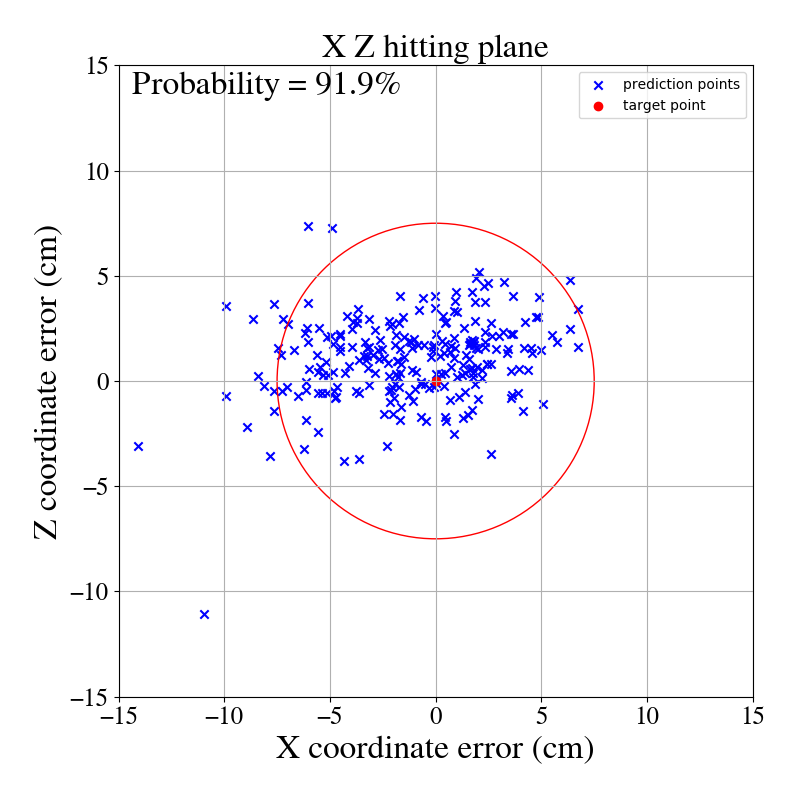 X Z hitting plane
Probability = 91.9%
prediction points
target point
15
10
5
0
−5
−10
−15
−15
−10
−5
0
5
10
15
Z coordinate error (cm)
X coordinate error (cm)